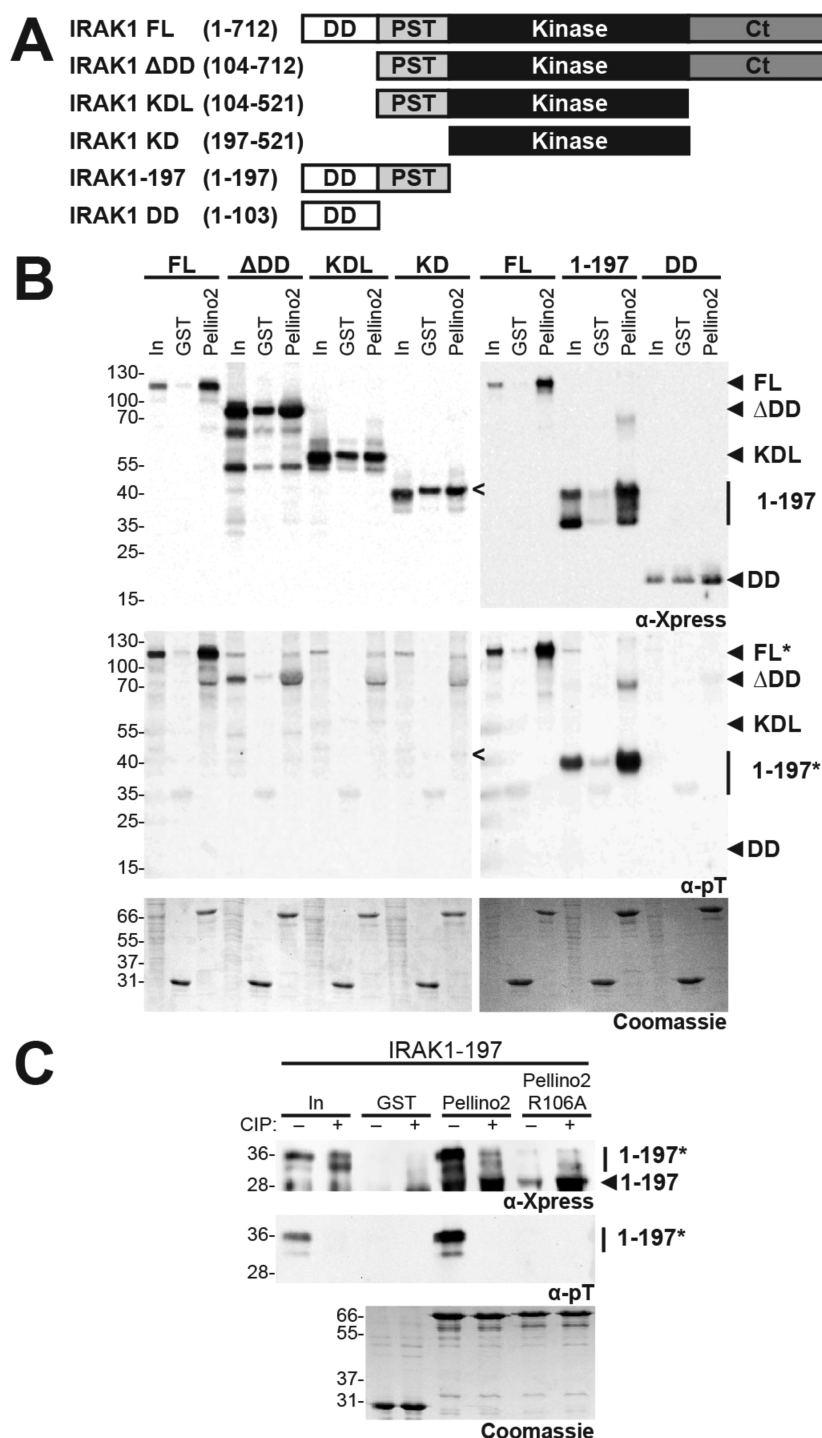 A
IRAK1 FL (1-712) DD PST Kinase Ct
IRAK1 ΔDD (104-712) PST Kinase Ct
IRAK1 KDL (104-521) PST Kinase
IRAK1 KD (197-521) Kinase
IRAK1-197 (1-197) DD PST
IRAK1 DD (1-103) DD
B
FL ΔDD KDL KD FL 1-197 DD
In GST Pellino2 In GST Pellino2 In GST Pellino2 In GST Pellino2 In GST Pellino2 In GST Pellino2 In GST Pellino2
130-
FL
100-
ΔDD
70-
KDL
55-
40- < 1-197
35-
25-
DD
15-
α-Xpress
130-
FL*
100-
ΔDD
70-
55- KDL
40- < 1-197*
35-
25-
DD
15-
α-pT
66-
55-
37-
31-
Coomassie
C
IRAK1-197
Pellino2
In GST Pellino2 R106A
CIP: – + – + – + – +
36- 1-197*
28- 1-197
α-Xpress
36- 1-197*
28-
α-pT
66-
55-
37-
31-
Coomassie